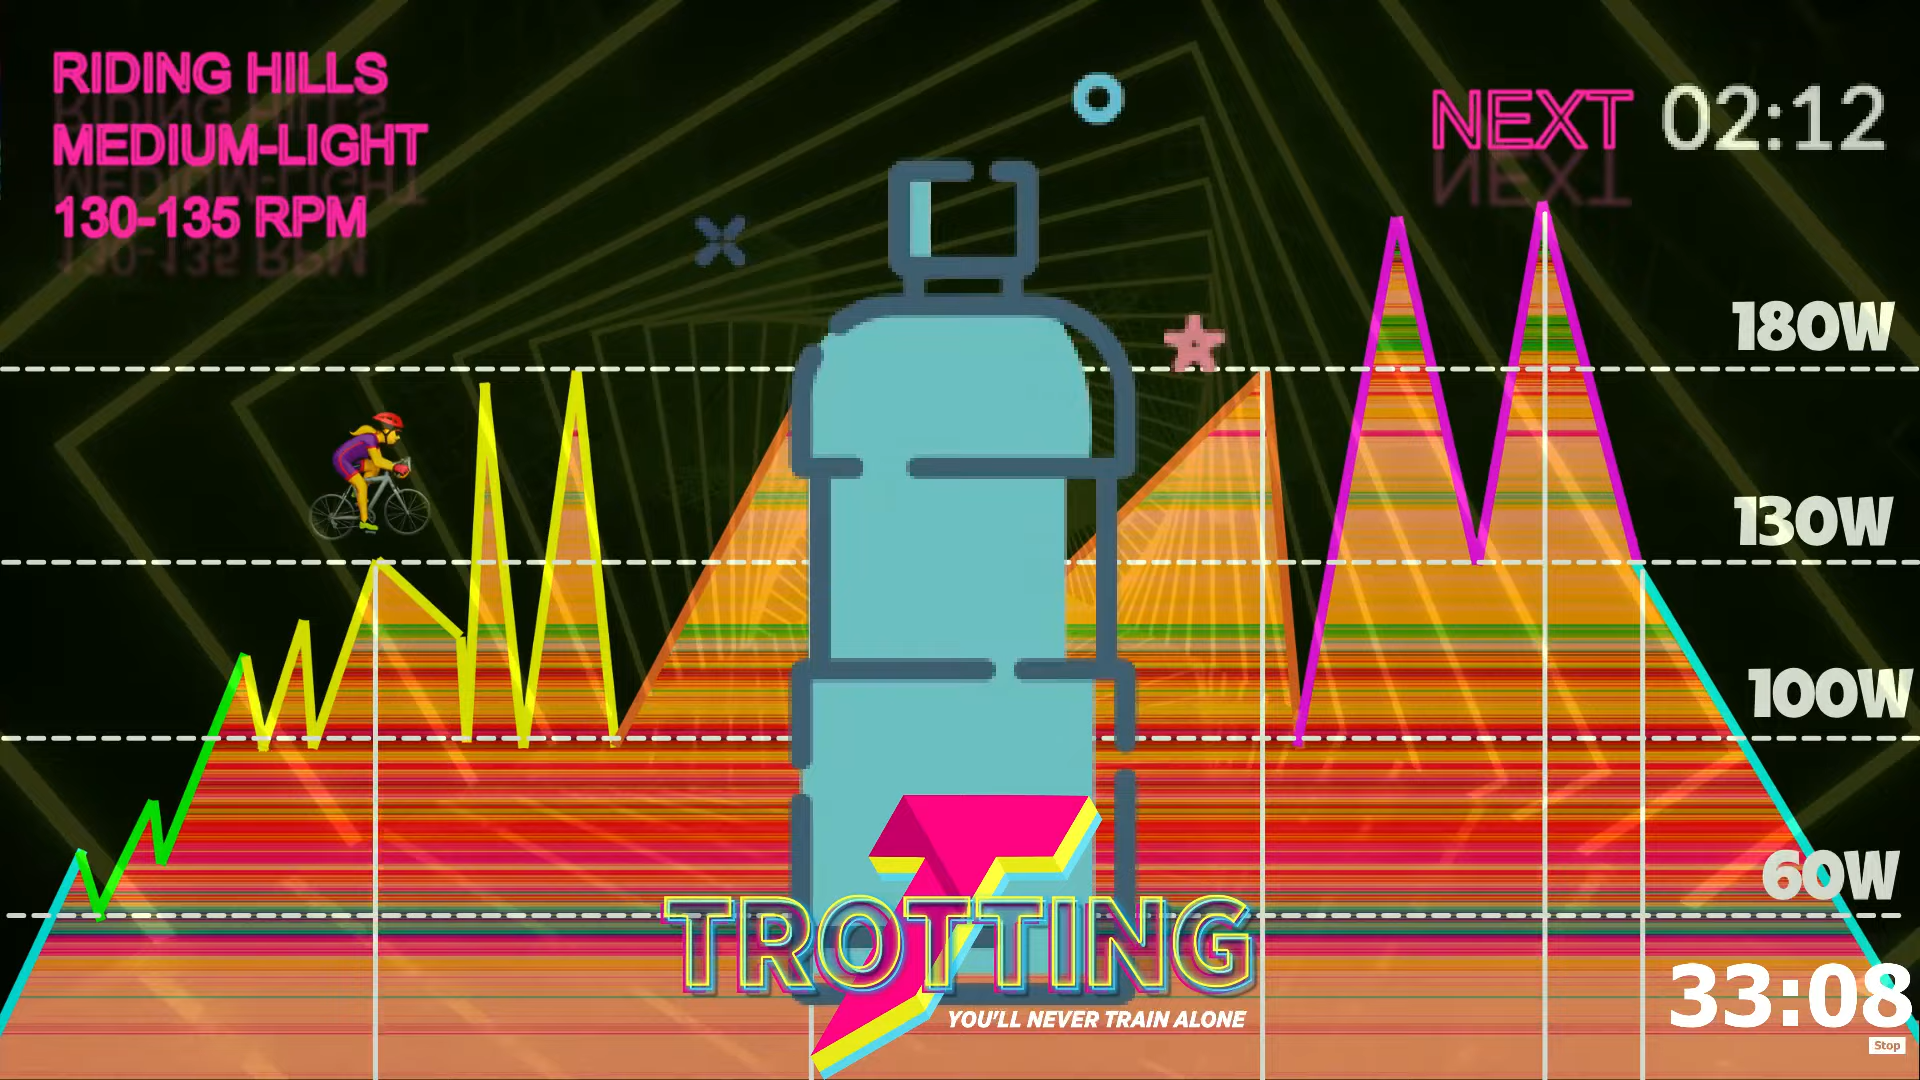 RIDING HILLS
MEDIUM-LIGHT
130-135 RPM
NEXT 02:12
180W
130W
100W
60W
TROTTING
YOU'LL NEVER TRAIN ALONE
33:08
Stop